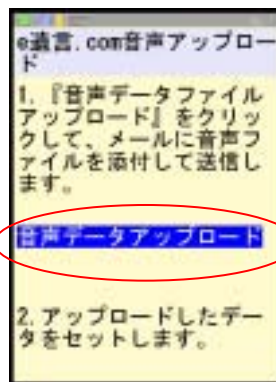 e遺言.com音声アップロー
ド
1.『音声データファイル
アップロード』をクリッ
クして、メールに音声フ
ァイルを添付して送信し
ます。
音声データアップロード
2.アップロードしたデー
タをセットします。